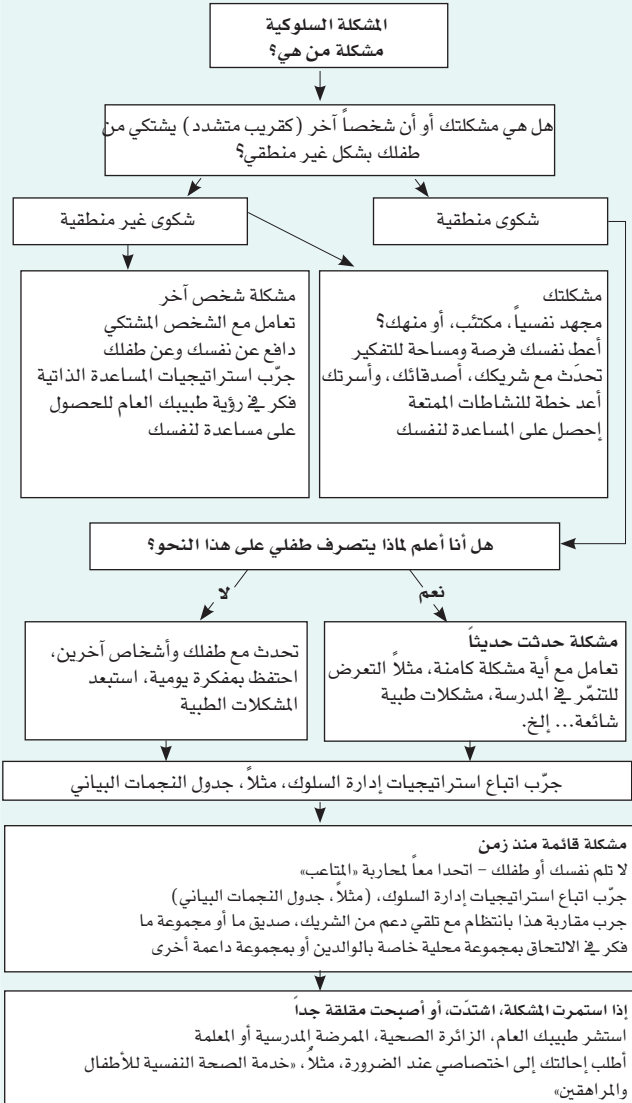 المشكلة السلوكية
مشكلة من هي؟
هل هي مشكلتك أو أن شخصاً آخر (كقريب متشدد) يشتكي من
طفلك بشكل غير منطقي؟
شكوى منطقية
شكوى غير منطقية
مشكلتك
مجهد نفسياً، مكتئب، أو منهك؟
أعط نفسك فرصة ومساحة للتفكير
تحدّث مع شريكك، أصدقائك، وأسرتك
أعد خطة للنشاطات الممتعة
إحصل على المساعدة لنفسك
مشكلة شخص آخر
تعامل مع الشخص المشتكي
دافع عن نفسك وعن طفلك
جرّب استراتيجيات المساعدة الذاتية
فكر في رؤية طبيبك العام للحصول
على مساعدة لنفسك
هل أنا أعلم لماذا يتصرف طفلي على هذا النحو؟
نعم
لا
مشكلة حدثت حديثاً
تعامل مع أية مشكلة كامنة، مثلاً التعرض
للتنمّر في المدرسة، مشكلات طبية
شائعة... إلخ.
تحدث مع طفلك وأشخاص آخرين،
احتفظ بمفكرة يومية، استبعد
المشكلات الطبية
جرّب اتباع استراتيجيات إدارة السلوك، مثلاً، جدول النجمات البياني
مشكلة قائمة منذ زمن
لا تلم نفسك أو طفلك – اتحدا معاً لمحاربة «المتاعب»
جرّب اتباع استراتيجيات إدارة السلوك، (مثلاً، جدول النجمات البياني)
جرب مقاربة هذا بانتظام مع تلقي دعم من الشريك، صديق ما أو مجموعة ما
فكر في الالتحاق بمجموعة محلية خاصة بالوالدين أو بمجموعة داعمة أخرى
إذا استمرت المشكلة، اشتدّت، أو أصبحت مقلقة جداً
استشر طبيبك العام، الزائرة الصحية، الممرضة المدرسية أو المعلمة
أطلب إحالتك إلى اختصاصي عند الضرورة، مثلاً، «خدمة الصحة النفسية للأطفال
والمراهقين»